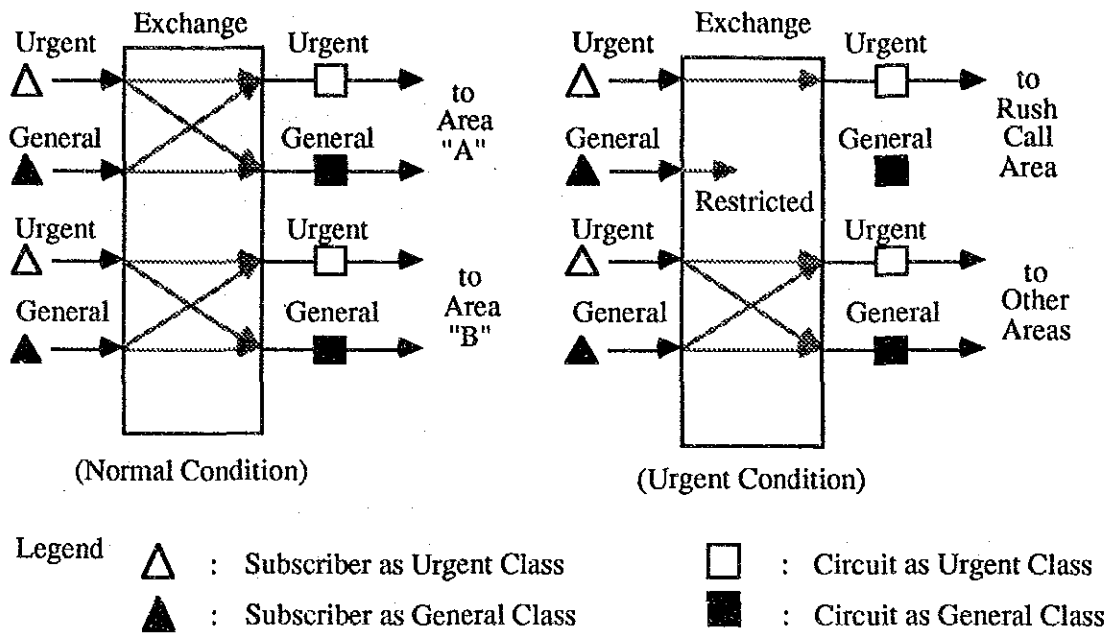 Exchange
Urgent
Urgent
General
General
to
Area
"A"
Urgent
Urgent
General
General
to
Area
"B"
(Normal Condition)
Exchange
Urgent
Urgent
General
General
Restricted
to
Rush
Call
Area
Urgent
Urgent
General
General
to
Other
Areas
(Urgent Condition)
Legend
: Subscriber as Urgent Class
: Circuit as Urgent Class
: Subscriber as General Class
: Circuit as General Class